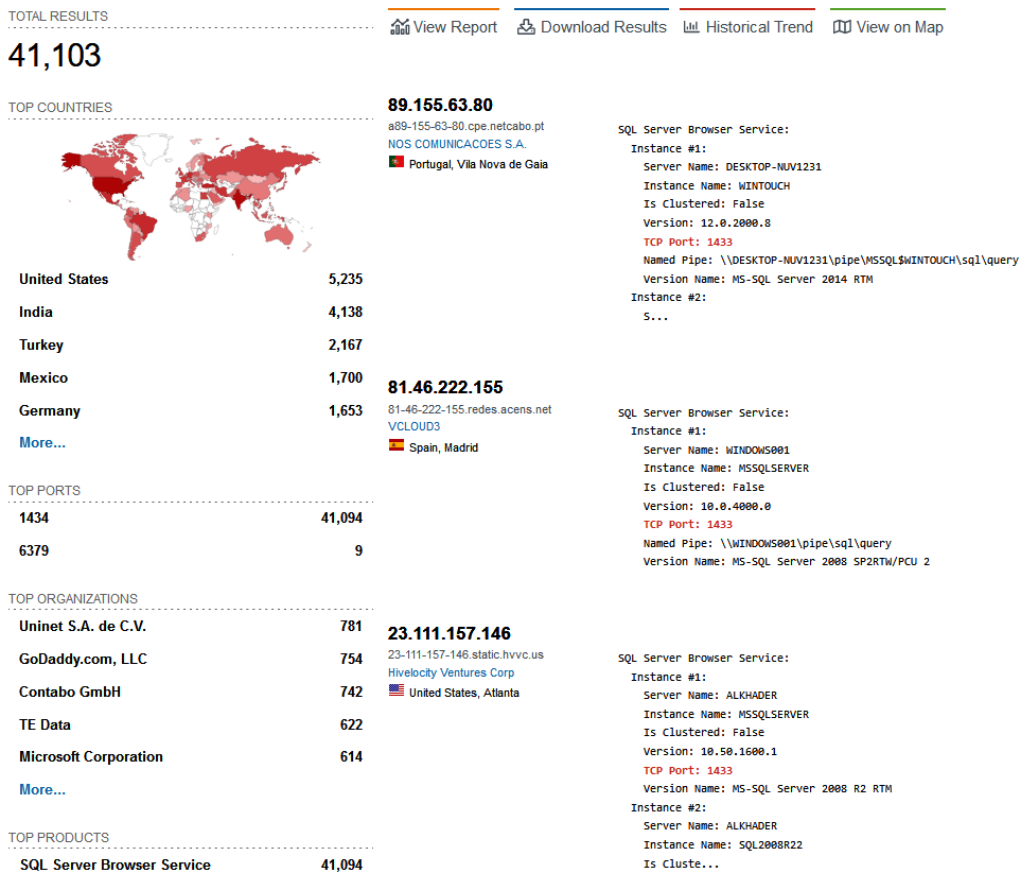 TOTAL RESULTS
41,103
TOP COUNTRIES
United States 5,235
India 4,138
Turkey 2,167
Mexico 1,700
Germany 1,653
More...
TOP PORTS
1434 41,094
6379 9
TOP ORGANIZATIONS
Uninet S.A. de C.V. 781
GoDaddy.com, LLC 754
Contabo GmbH 742
TE Data 622
Microsoft Corporation 614
More...
TOP PRODUCTS
SQL Server Browser Service 41,094
View Report Download Results Historical Trend View on Map
89.155.63.80
a89-155-63-80.cpe.netcabo.pt
NOS COMUNICACOES S.A.
Portugal, Vila Nova de Gaia
SQL Server Browser Service:
Instance #1:
Server Name: DESKTOP-NUV1231
Instance Name: WINTOUCH
Is Clustered: False
Version: 12.0.2000.8
TCP Port: 1433
Named Pipe: \\DESKTOP-NUV1231\pipe\MSSQL$WINTOUCH\sql\query
Version Name: MS-SQL Server 2014 RTM
Instance #2:
S...
81.46.222.155
81-46-222-155.redes.acens.net
VCLOUD3
Spain, Madrid
SQL Server Browser Service:
Instance #1:
Server Name: WINDOWS001
Instance Name: MSSQLSERVER
Is Clustered: False
Version: 10.0.4000.0
TCP Port: 1433
Named Pipe: \\WINDOWS001\pipe\sql\query
Version Name: MS-SQL Server 2008 SP2RTW/PCU 2
23.111.157.146
23-111-157-146.static.hvvc.us
Hivelocity Ventures Corp
United States, Atlanta
SQL Server Browser Service:
Instance #1:
Server Name: ALKHADER
Instance Name: MSSQLSERVER
Is Clustered: False
Version: 10.50.1600.1
TCP Port: 1433
Version Name: MS-SQL Server 2008 R2 RTM
Instance #2:
Server Name: ALKHADER
Instance Name: SQL2008R22
Is Cluste...